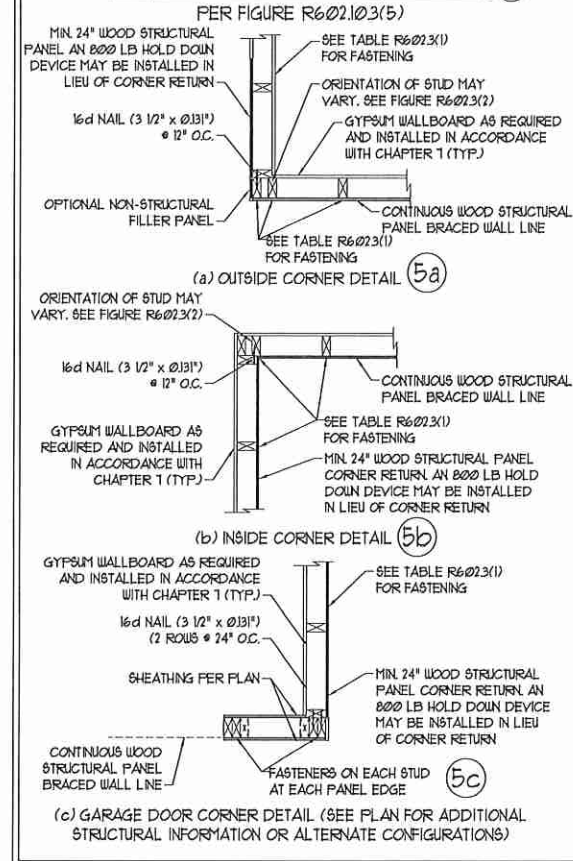 PER FIGURE R602.10.3(5)
MIN. 24" WOOD STRUCTURAL
PANEL AN 800 LB HOLD DOWN
DEVICE MAY BE INSTALLED IN
LIEU OF CORNER RETURN
SEE TABLE R602.3(1)
FOR FASTENING
ORIENTATION OF STUD MAY
VARY. SEE FIGURE R602.3(2)
16d NAIL (3 1/2" x 0.131")
@ 12" O.C.
GYPSUM WALLBOARD AS REQUIRED
AND INSTALLED IN ACCORDANCE
WITH CHAPTER 7 (TYP.)
OPTIONAL NON-STRUCTURAL
FILLER PANEL
CONTINUOUS WOOD STRUCTURAL
PANEL BRACED WALL LINE
SEE TABLE R602.3(1)
FOR FASTENING
(a) OUTSIDE CORNER DETAIL 5a
ORIENTATION OF STUD MAY
VARY. SEE FIGURE R602.3(2)
16d NAIL (3 1/2" x 0.131")
@ 12" O.C.
CONTINUOUS WOOD STRUCTURAL
PANEL BRACED WALL LINE
GYPSUM WALLBOARD AS
REQUIRED AND INSTALLED
IN ACCORDANCE WITH
CHAPTER 7 (TYP.)
SEE TABLE R602.3(1)
FOR FASTENING
MIN. 24" WOOD STRUCTURAL PANEL
CORNER RETURN. AN 800 LB HOLD
DOWN DEVICE MAY BE INSTALLED
IN LIEU OF CORNER RETURN
(b) INSIDE CORNER DETAIL 5b
GYPSUM WALLBOARD AS REQUIRED
AND INSTALLED IN ACCORDANCE
WITH CHAPTER 7 (TYP.)
SEE TABLE R602.3(1)
FOR FASTENING
16d NAIL (3 1/2" x 0.131")
(2 ROWS @ 24" O.C.
SHEATHING PER PLAN
MIN. 24" WOOD STRUCTURAL
PANEL CORNER RETURN. AN
800 LB HOLD DOWN DEVICE
MAY BE INSTALLED IN LIEU
OF CORNER RETURN
CONTINUOUS WOOD
STRUCTURAL PANEL
BRACED WALL LINE
FASTENERS ON EACH STUD
AT EACH PANEL EDGE
5c
(c) GARAGE DOOR CORNER DETAIL (SEE PLAN FOR ADDITIONAL
STRUCTURAL INFORMATION OR ALTERNATE CONFIGURATIONS)